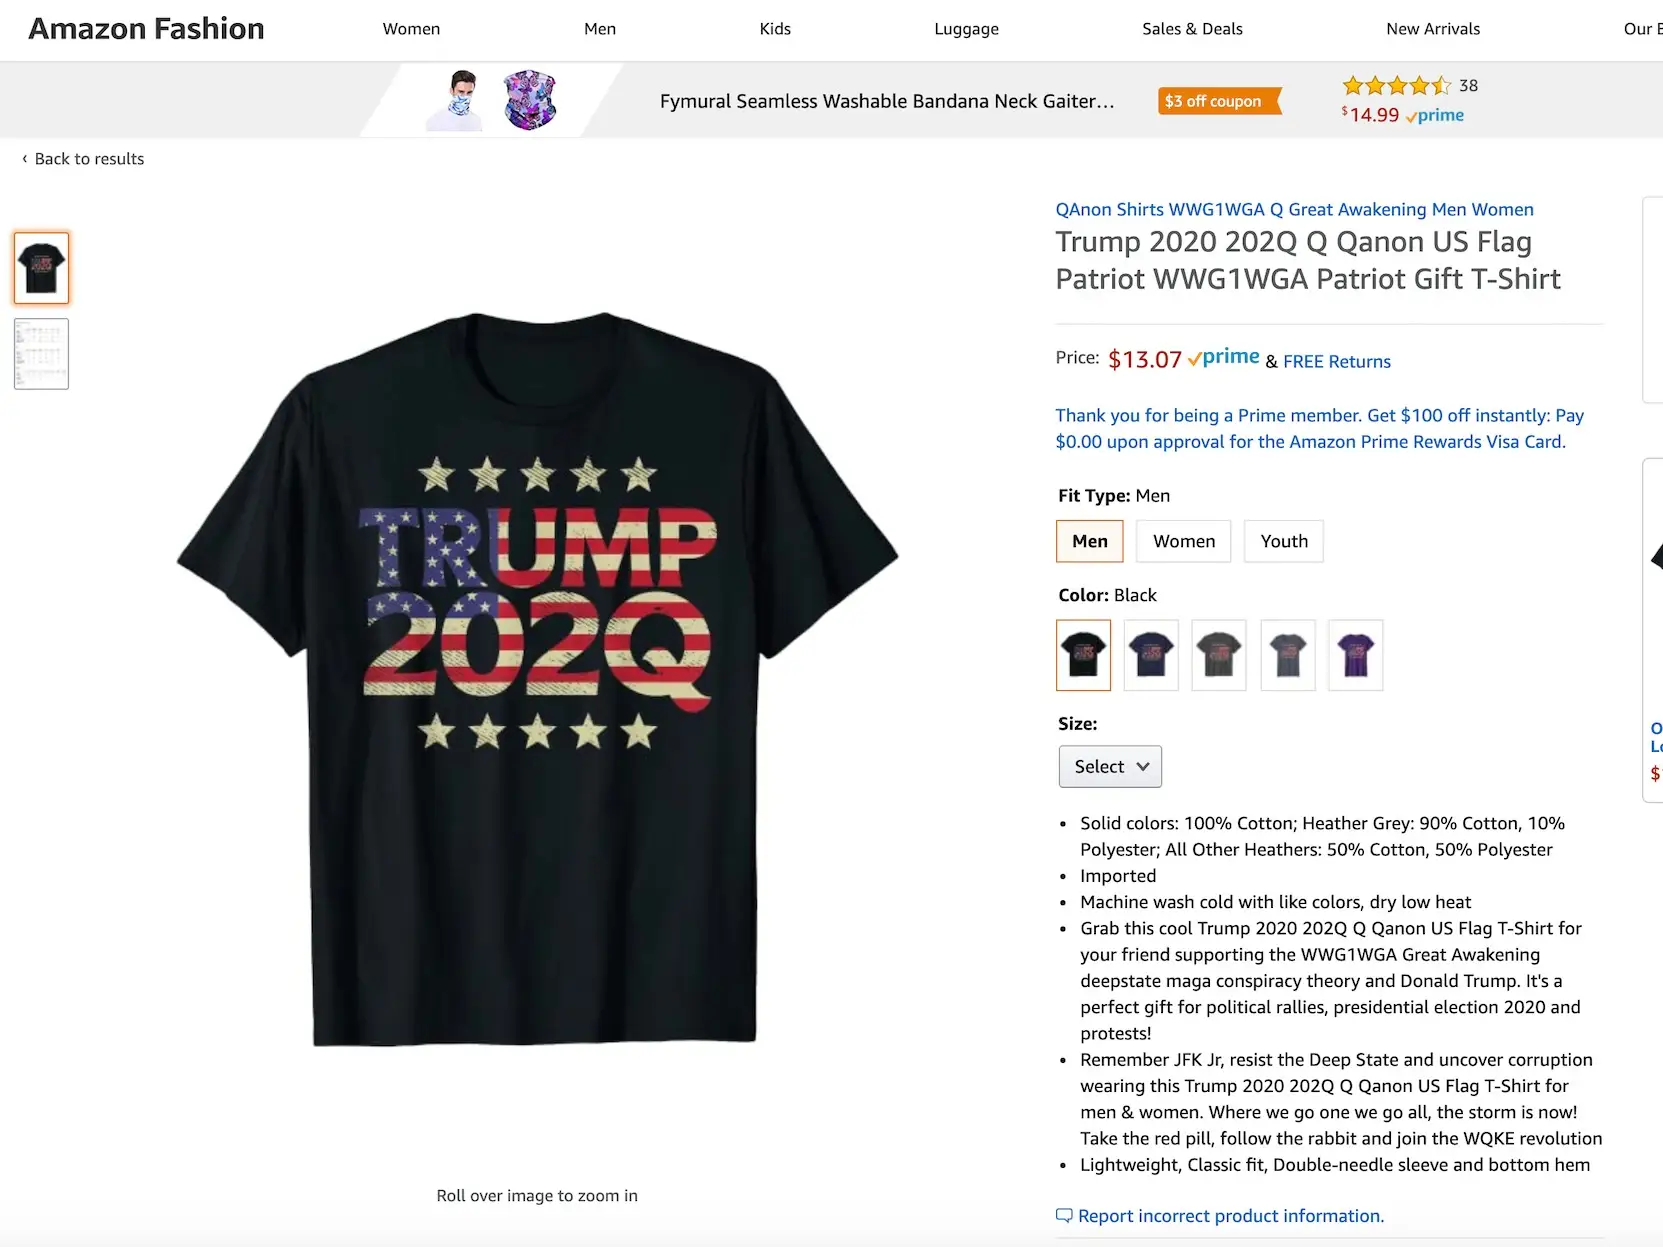 Amazon Fashion
Women
Men
Kids
Luggage
Sales & Deals
New Arrivals
Our
Fymural Seamless Washable Bandana Neck Gaiter...
$3 off coupon
38
$14.99 prime
‹ Back to results
QAnon Shirts WWG1WGA Q Great Awakening Men Women
Trump 2020 202Q Q Qanon US Flag
Patriot WWG1WGA Patriot Gift T-Shirt
Price: $13.07 prime & FREE Returns
Thank you for being a Prime member. Get $100 off instantly: Pay
$0.00 upon approval for the Amazon Prime Rewards Visa Card.
TRUMP
202Q
Fit Type: Men
Men
Women
Youth
Color: Black
Size:
Select
• Solid colors: 100% Cotton; Heather Grey: 90% Cotton, 10%
Polyester; All Other Heathers: 50% Cotton, 50% Polyester
• Imported
• Machine wash cold with like colors, dry low heat
• Grab this cool Trump 2020 202Q Q Qanon US Flag T-Shirt for
your friend supporting the WWG1WGA Great Awakening
deepstate maga conspiracy theory and Donald Trump. It's a
perfect gift for political rallies, presidential election 2020 and
protests!
• Remember JFK Jr, resist the Deep State and uncover corruption
wearing this Trump 2020 202Q Q Qanon US Flag T-Shirt for
men & women. Where we go one we go all, the storm is now!
Take the red pill, follow the rabbit and join the WQKE revolution
• Lightweight, Classic fit, Double-needle sleeve and bottom hem
Roll over image to zoom in
Report incorrect product information.